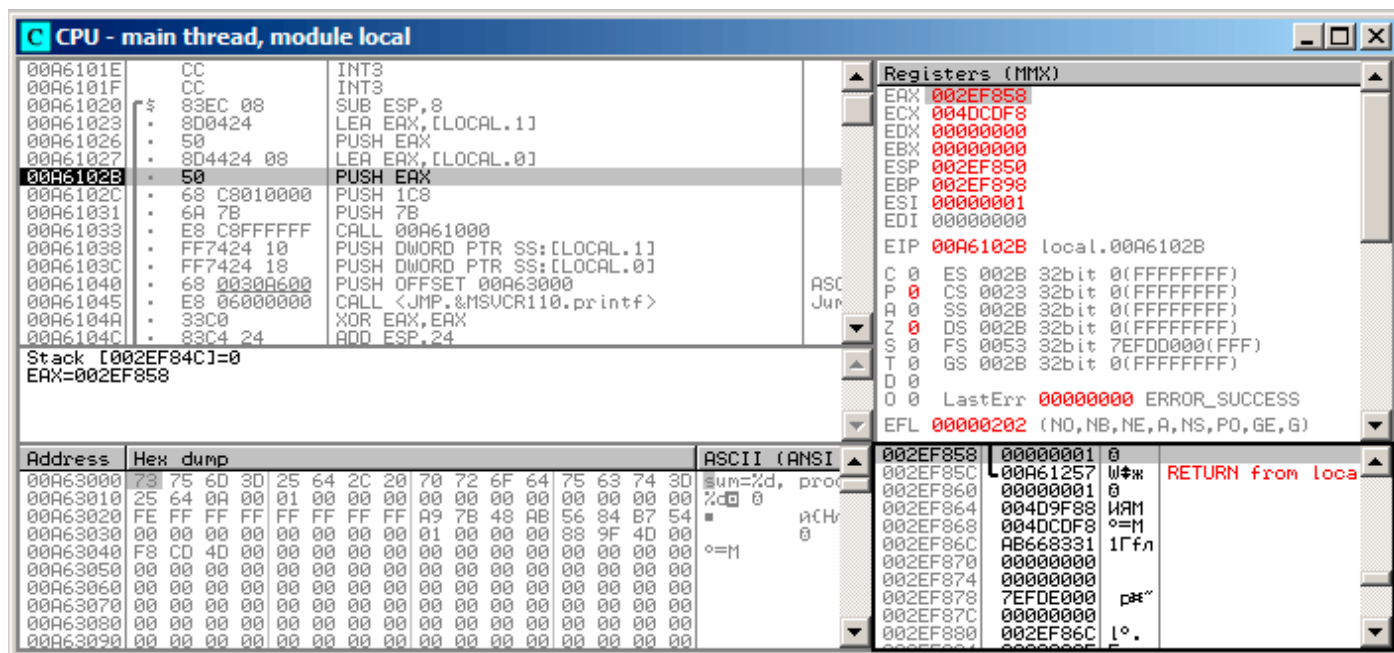 C CPU - main thread, module local
00A6101E CC INT3
00A6101F CC INT3
00A61020 $ 83EC 08 SUB ESP,8
00A61023 . 8D0424 LEA EAX,[LOCAL.1]
00A61026 . 50 PUSH EAX
00A61027 . 8D4424 08 LEA EAX,[LOCAL.0]
00A6102B . 50 PUSH EAX
00A6102C . 68 C8010000 PUSH 1C8
00A61031 . 6A 7B PUSH 7B
00A61033 . E8 C8FFFFFF CALL 00A61000
00A61038 . FF7424 10 PUSH DWORD PTR SS:[LOCAL.1]
00A6103C . FF7424 18 PUSH DWORD PTR SS:[LOCAL.0]
00A61040 . 68 0030A600 PUSH OFFSET 00A63000 ASC
00A61045 . E8 06000000 CALL <JMP.&MSVCR110.printf> Jum
00A6104A . 33C0 XOR EAX,EAX
00A6104C . 83C4 24 ADD ESP,24
Stack [002EF84C]=0
EAX=002EF858
Registers (MMX)
EAX 002EF858
ECX 004DCDF8
EDX 00000000
EBX 00000000
ESP 002EF850
EBP 002EF898
ESI 00000001
EDI 00000000
EIP 00A6102B local.00A6102B
C 0 ES 002B 32bit 0(FFFFFFFF)
P 0 CS 0023 32bit 0(FFFFFFFF)
A 0 SS 002B 32bit 0(FFFFFFFF)
Z 0 DS 002B 32bit 0(FFFFFFFF)
S 0 FS 0053 32bit 7EFDD000(FFF)
T 0 GS 002B 32bit 0(FFFFFFFF)
D 0
O 0 LastErr 00000000 ERROR_SUCCESS
EFL 00000202 (NO,NB,NE,A,NS,PO,GE,G)
Address Hex dump ASCII (ANSI
00A63000 73 75 6D 3D 25 64 2C 20 70 72 6F 64 75 63 74 3D sum=%d, prod
00A63010 25 64 0A 00 01 00 00 00 00 00 00 00 00 00 00 00 %d
00A63020 FE FF FF FF FF FF FF FF A9 7B 48 AB 56 84 B7 54
00A63030 00 00 00 00 00 00 00 00 01 00 00 00 88 9F 4D 00
00A63040 F8 CD 4D 00 00 00 00 00 00 00 00 00 00 00 00 00 °=M
00A63050 00 00 00 00 00 00 00 00 00 00 00 00 00 00 00 00
00A63060 00 00 00 00 00 00 00 00 00 00 00 00 00 00 00 00
00A63070 00 00 00 00 00 00 00 00 00 00 00 00 00 00 00 00
00A63080 00 00 00 00 00 00 00 00 00 00 00 00 00 00 00 00
00A63090 00 00 00 00 00 00 00 00 00 00 00 00 00 00 00 00
002EF858 00000001
002EF85C 00A61257 W‡ж RETURN from loca
002EF860 00000001
002EF864 004D9F88 ИЯM
002EF868 004DCDF8 °=M
002EF86C AB668331 1Гfл
002EF870 00000000
002EF874 00000000
002EF878 7EFDE000
002EF87C 00000000
002EF880 002EF86C l°.